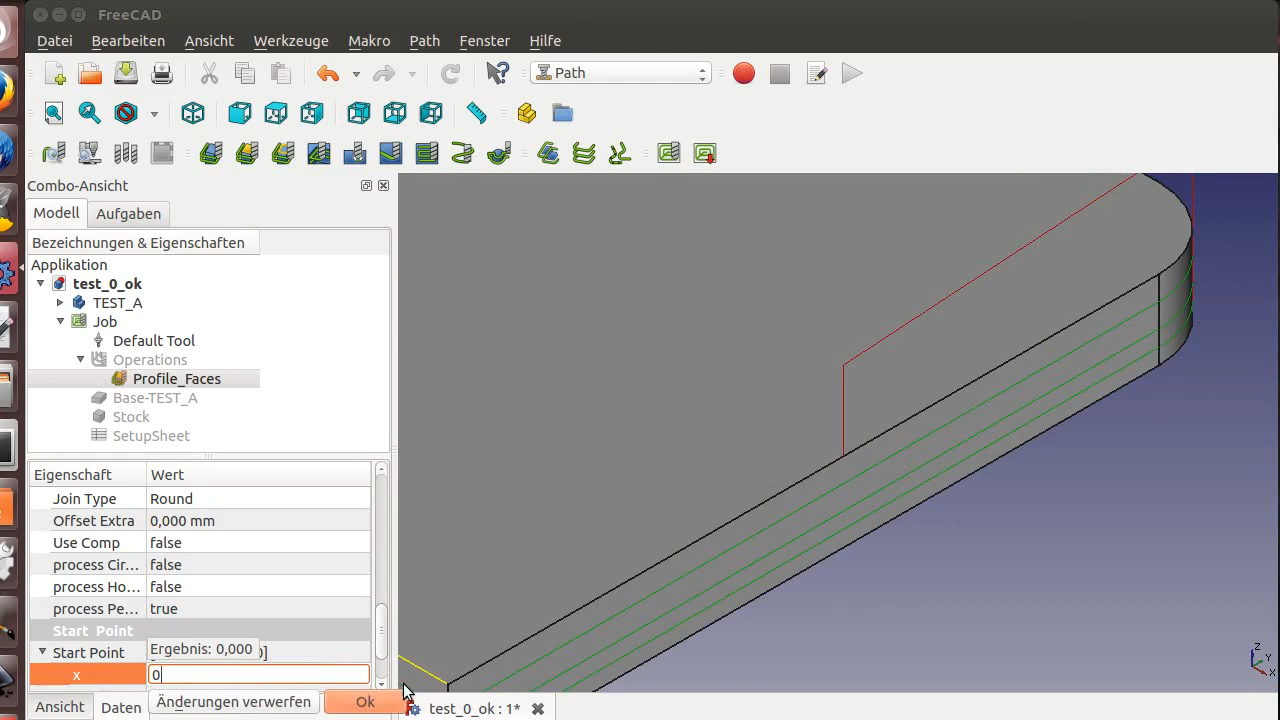 FreeCAD
Datei Bearbeiten Ansicht Werkzeuge Makro Path Fenster Hilfe
Path
Combo-Ansicht
Modell Aufgaben
Bezeichnungen & Eigenschaften
Applikation
test_0_ok
TEST_A
Job
Default Tool
Operations
Profile_Faces
Base-TEST_A
Stock
SetupSheet
Eigenschaft Wert
Join Type Round
Offset Extra 0,000 mm
Use Comp false
process Cir... false
process Ho... false
process Pe... true
Start Point
Ergebnis: 0,000
Start Point 0]
x 0
Änderungen verwerfen Ok
Ansicht Daten test_0_ok : 1*
Z
Y
X